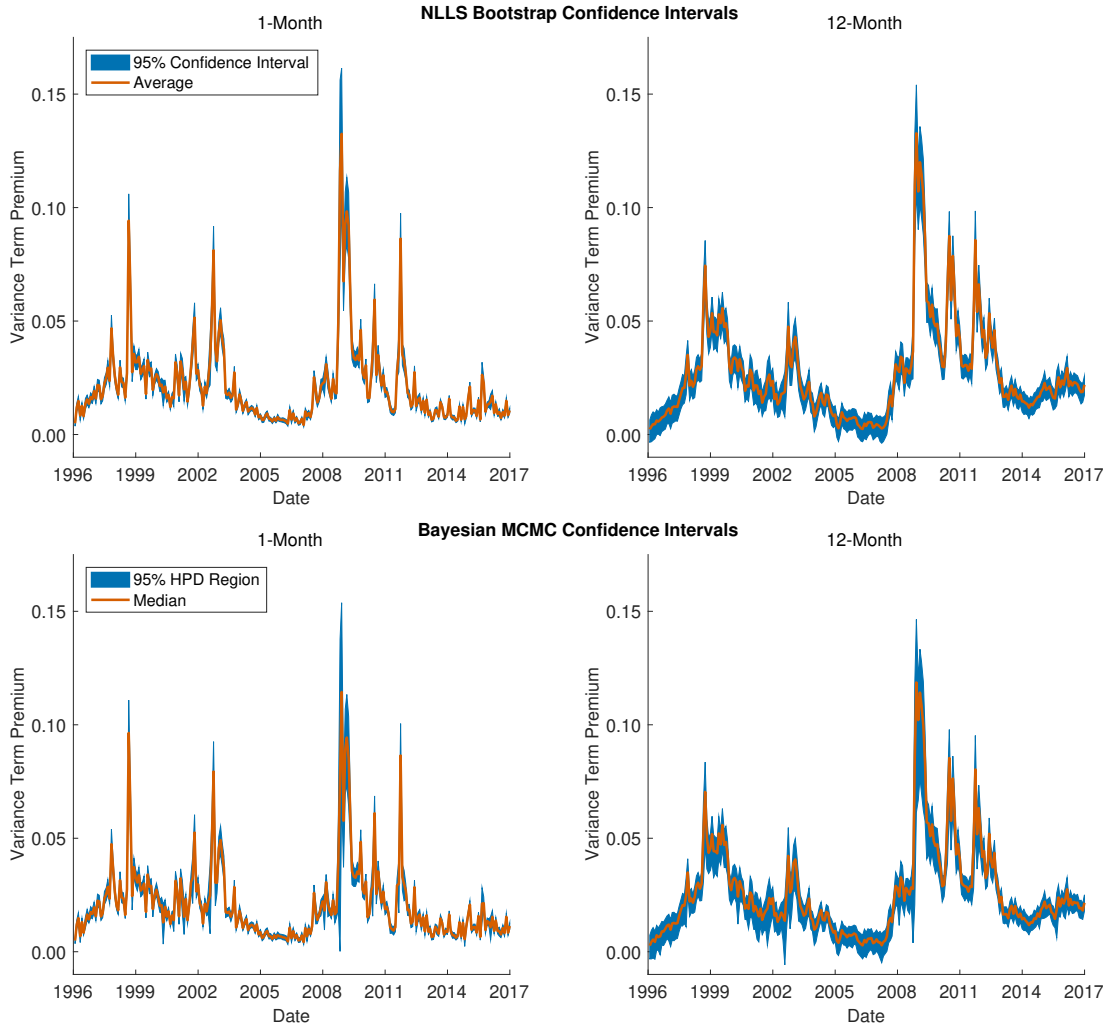 NLLS Bootstrap Confidence Intervals
1-Month
12-Month
95% Confidence Interval
Average
Variance Term Premium
0.15
0.10
0.05
0.00
1996 1999 2002 2005 2008 2011 2014 2017
Date
Variance Term Premium
0.15
0.10
0.05
0.00
1996 1999 2002 2005 2008 2011 2014 2017
Date
Bayesian MCMC Confidence Intervals
1-Month
12-Month
95% HPD Region
Median
Variance Term Premium
0.15
0.10
0.05
0.00
1996 1999 2002 2005 2008 2011 2014 2017
Date
Variance Term Premium
0.15
0.10
0.05
0.00
1996 1999 2002 2005 2008 2011 2014 2017
Date